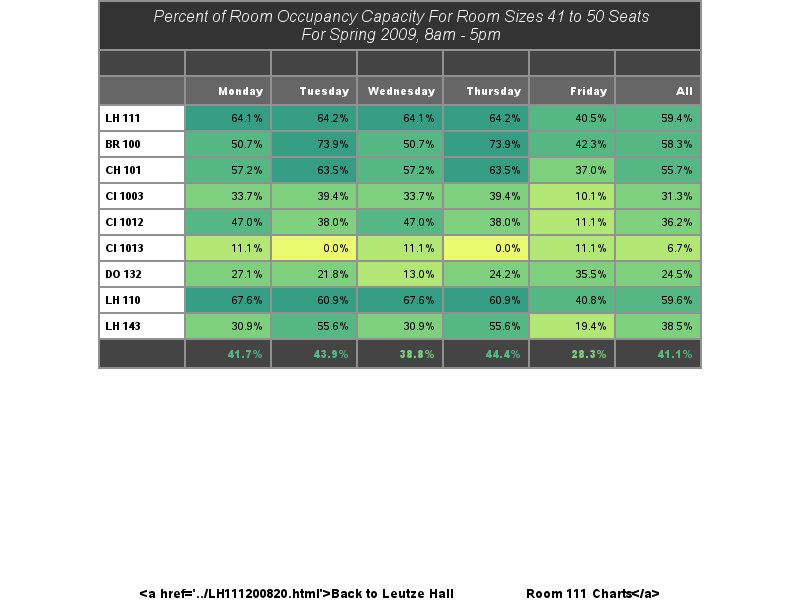 Percent of Room Occupancy Capacity For Room Sizes 41 to 50 Seats
For Spring 2009, 8am - 5pm
Monday Tuesday Wednesday Thursday Friday All
LH 111 64.1% 64.2% 64.1% 64.2% 40.5% 59.4%
BR 100 50.7% 73.9% 50.7% 73.9% 42.3% 58.3%
CH 101 57.2% 63.5% 57.2% 63.5% 37.0% 55.7%
CI 1003 33.7% 39.4% 33.7% 39.4% 10.1% 31.3%
CI 1012 47.0% 38.0% 47.0% 38.0% 11.1% 36.2%
CI 1013 11.1% 0.0% 11.1% 0.0% 11.1% 6.7%
DO 132 27.1% 21.8% 13.0% 24.2% 35.5% 24.5%
LH 110 67.6% 60.9% 67.6% 60.9% 40.8% 59.6%
LH 143 30.9% 55.6% 30.9% 55.6% 19.4% 38.5%
41.7% 43.9% 38.8% 44.4% 28.3% 41.1%
<a href='../LH111200820.html'>Back to Leutze Hall Room 111 Charts</a>